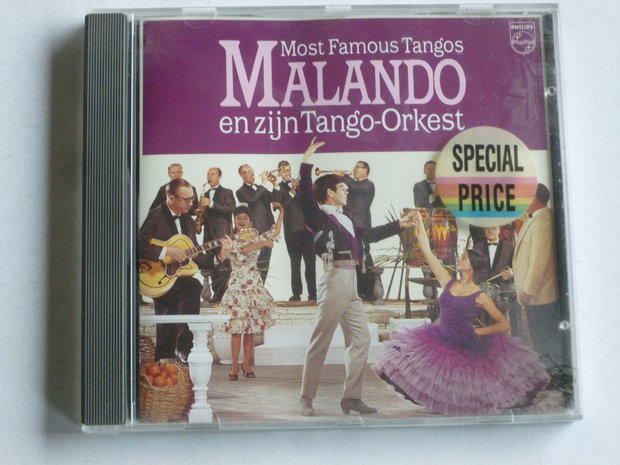 PHILIPS
Most Famous Tangos
MALANDO
en zijn Tango-Orkest
SPECIAL
PRICE